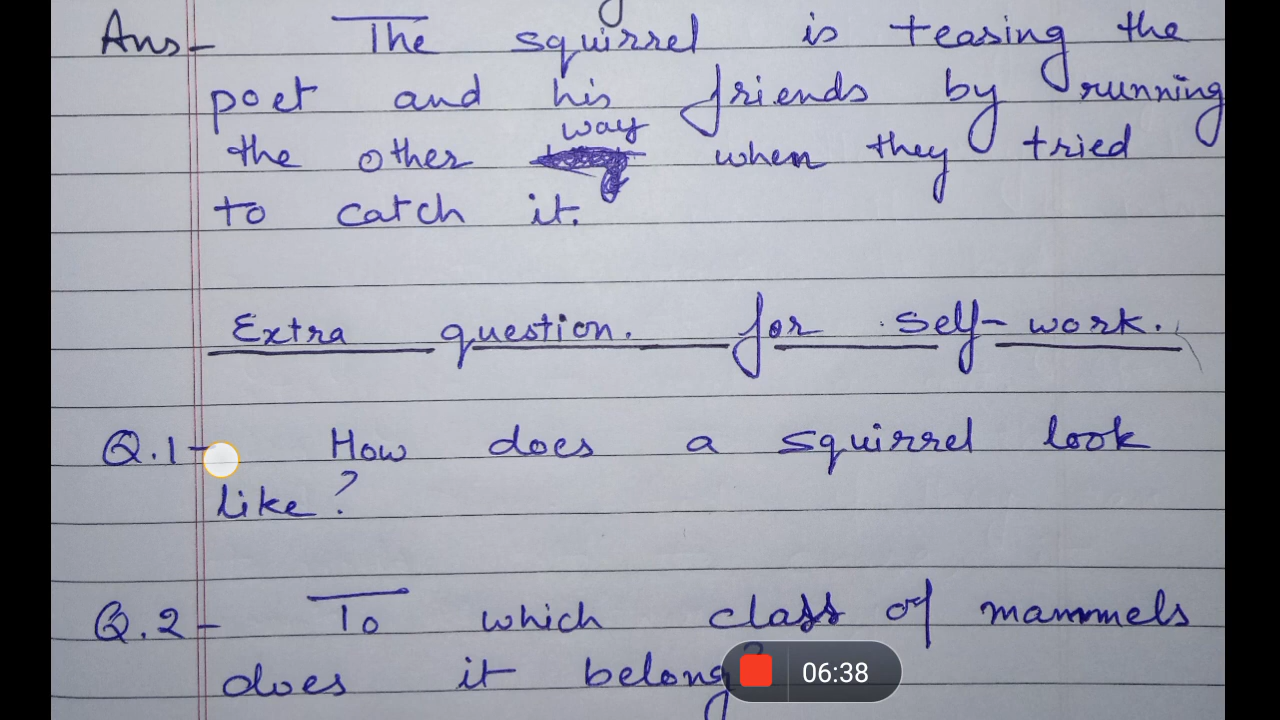 Ans- The squirrel is teasing the
poet and his friends by running
the other way when they tried
to catch it.
Extra question. for self-work.
Q.1- How does a squirrel look
like?
Q.2- To which class of mammels
does it belong?
06:38